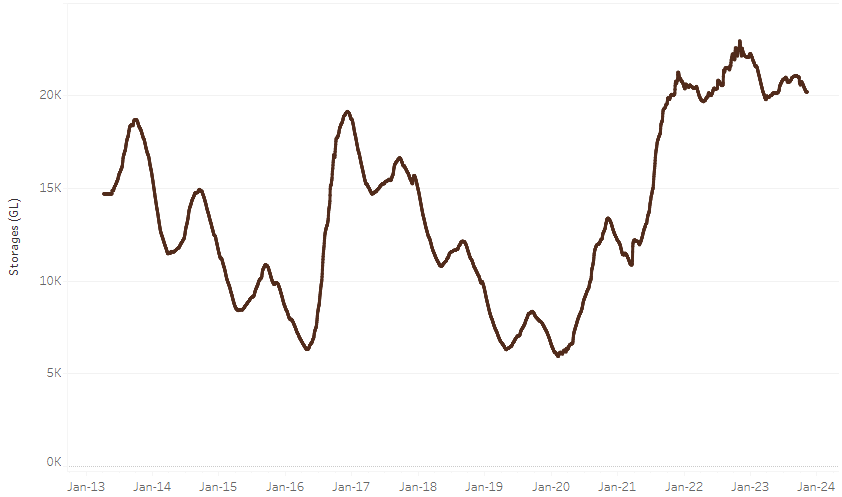 Storages (GL)
20K
15K
10K
5K
0K
Jan-13 Jan-14 Jan-15 Jan-16 Jan-17 Jan-18 Jan-19 Jan-20 Jan-21 Jan-22 Jan-23 Jan-24